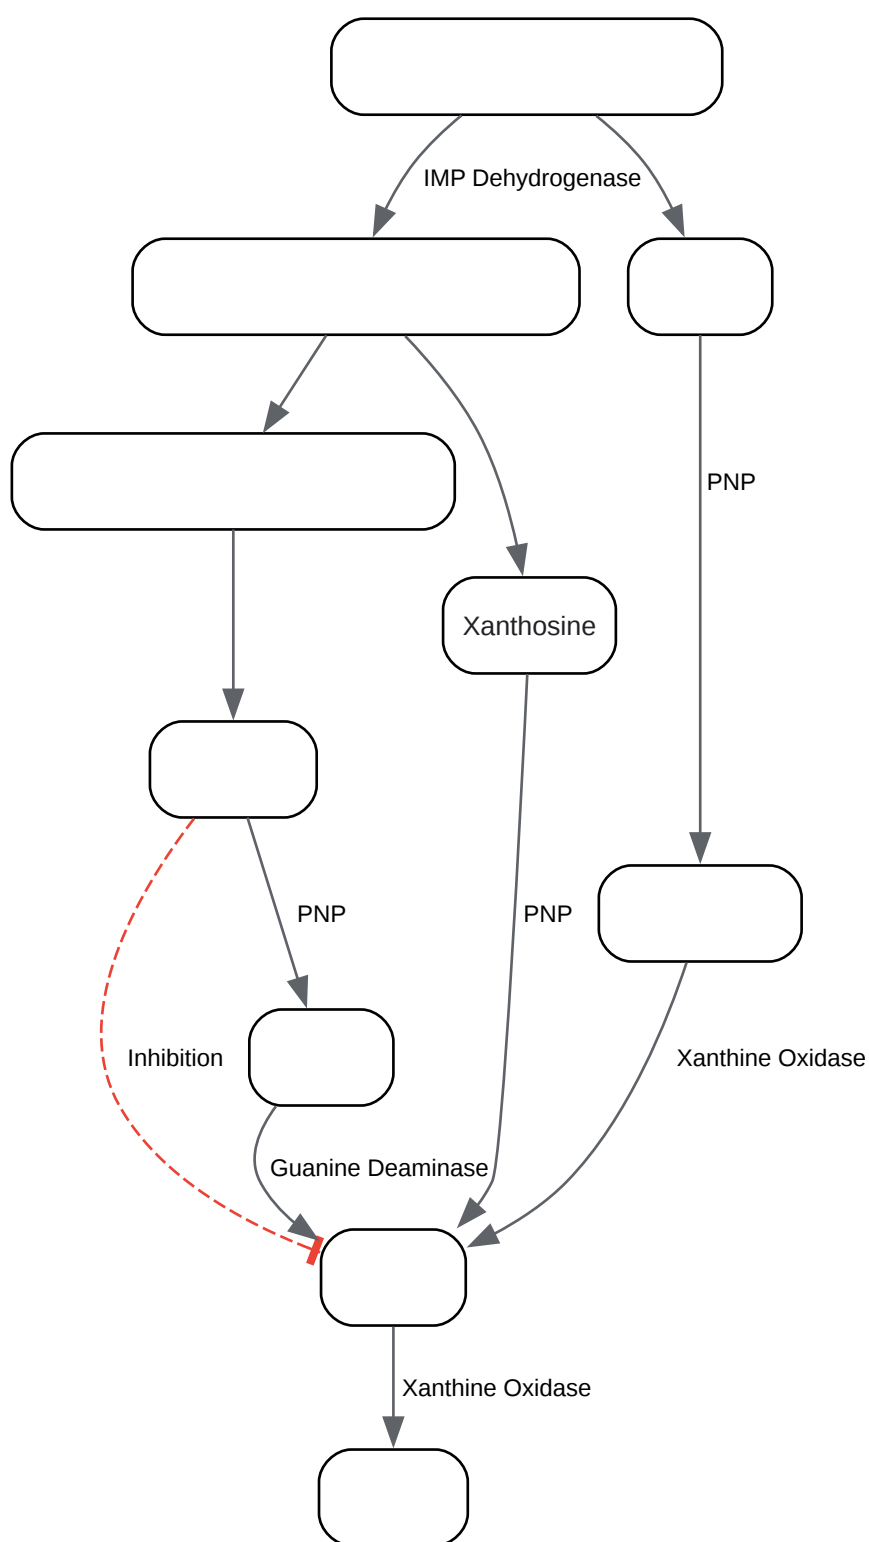 IMP Dehydrogenase
PNP
Xanthosine
PNP
PNP
Inhibition
Xanthine Oxidase
Guanine Deaminase
Xanthine Oxidase